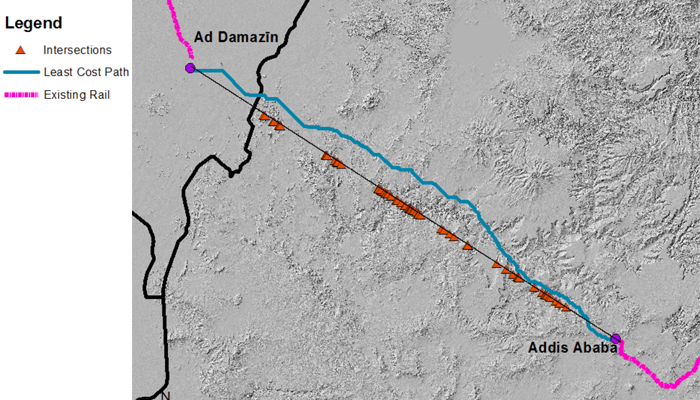 Legend
Intersections
Least Cost Path
Existing Rail
Ad Damazīn
Addis Ababa
N